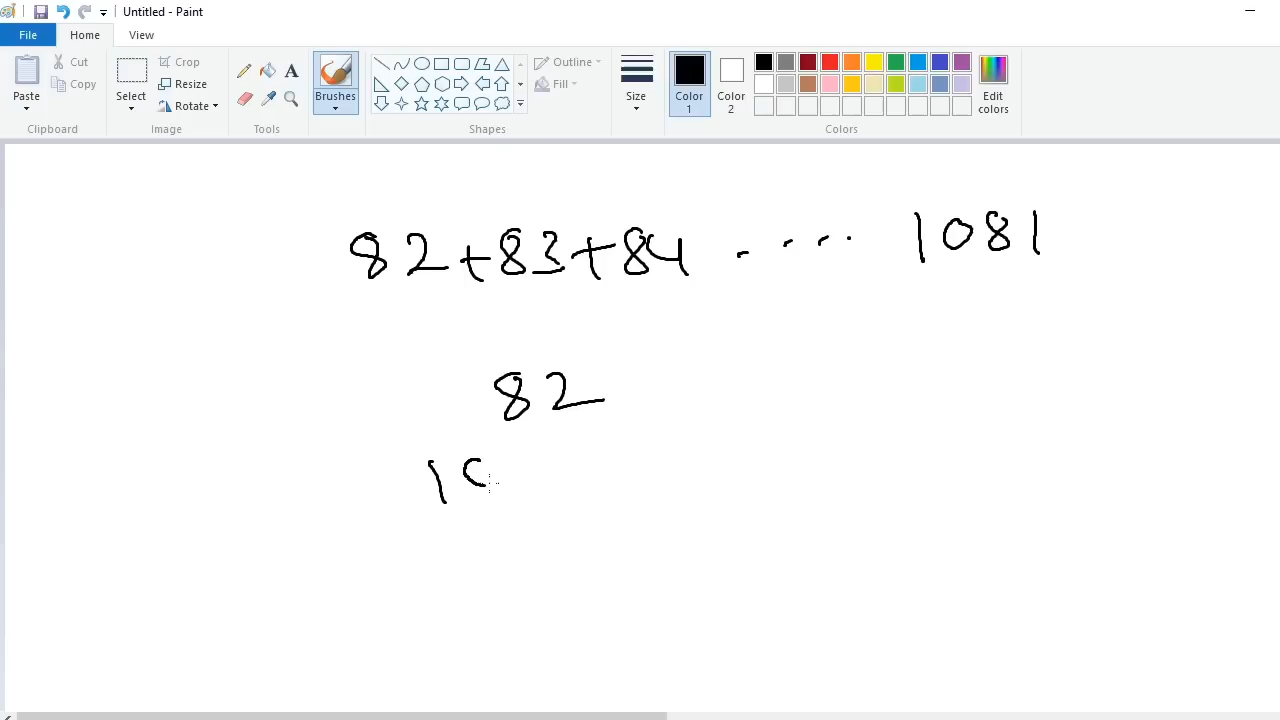 Untitled - Paint
File Home View
Paste Cut Copy Clipboard
Select Crop Resize Rotate Image
Tools
Brushes
Shapes Outline Fill
Size
Color 1 Color 2 Edit colors Colors
82+83+84 ..... 1081
82